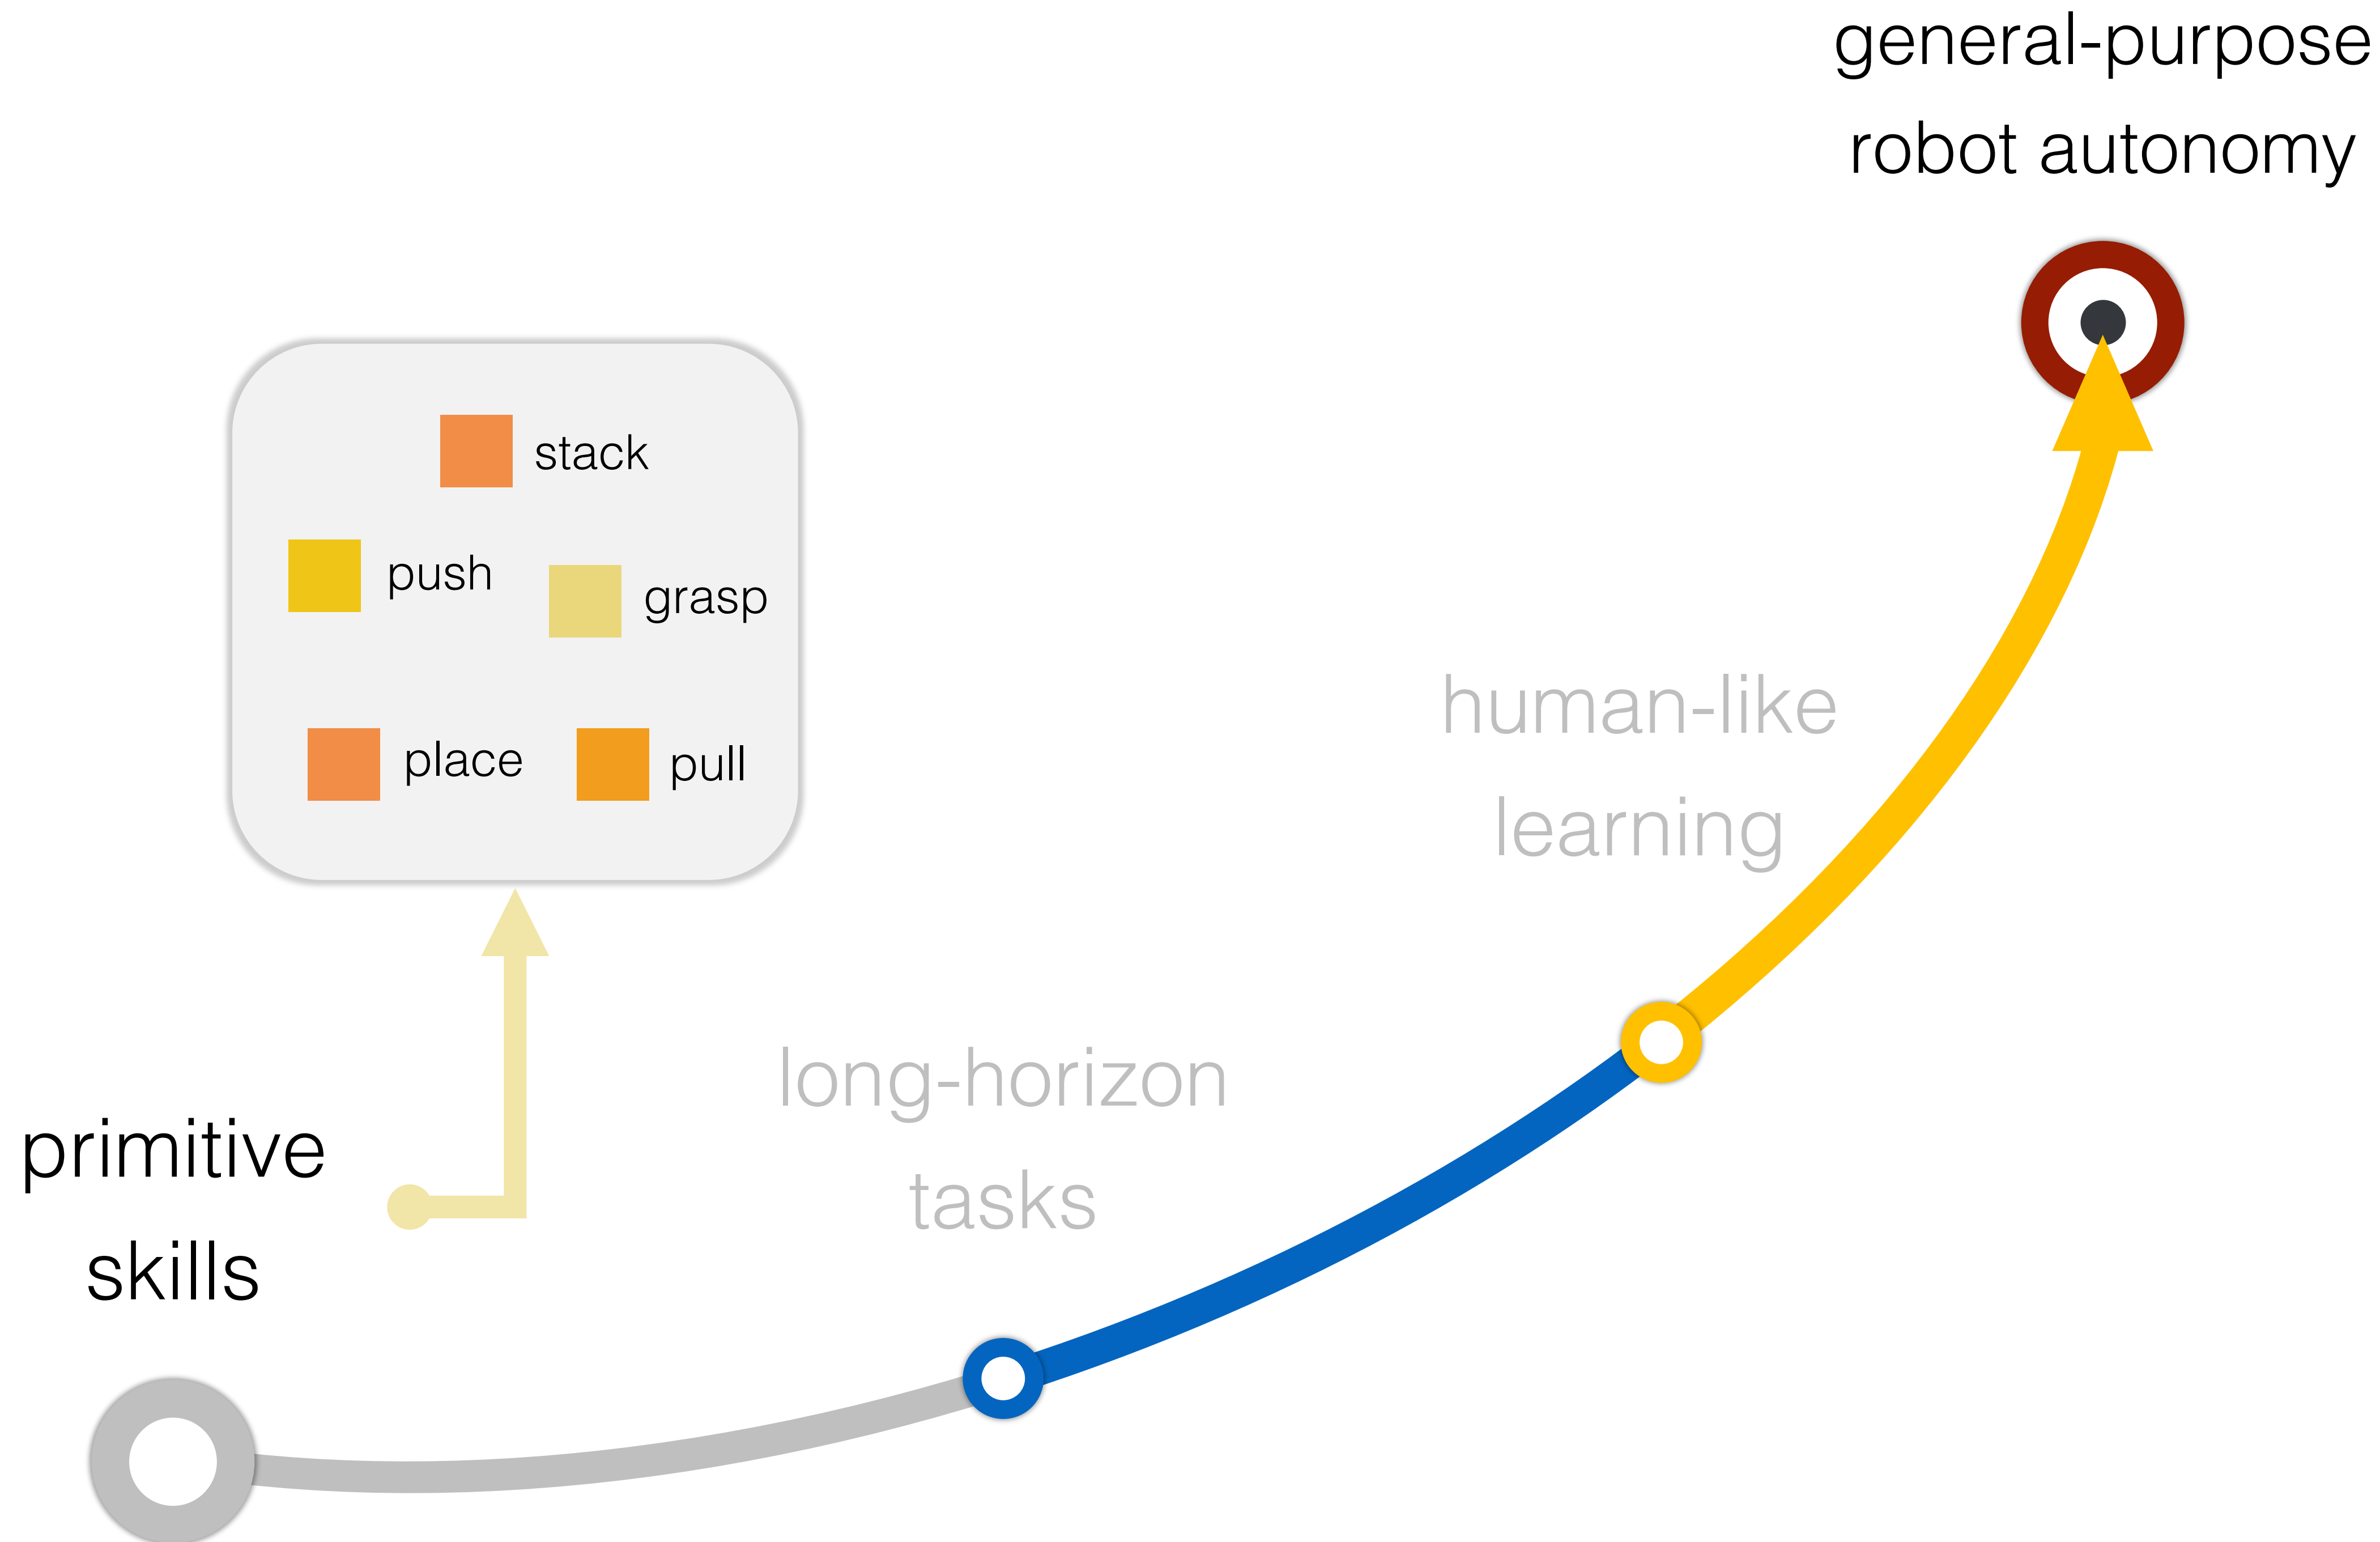 general-purpose
robot autonomy
stack
push
grasp
place
pull
human-like
learning
long-horizon
tasks
primitive
skills